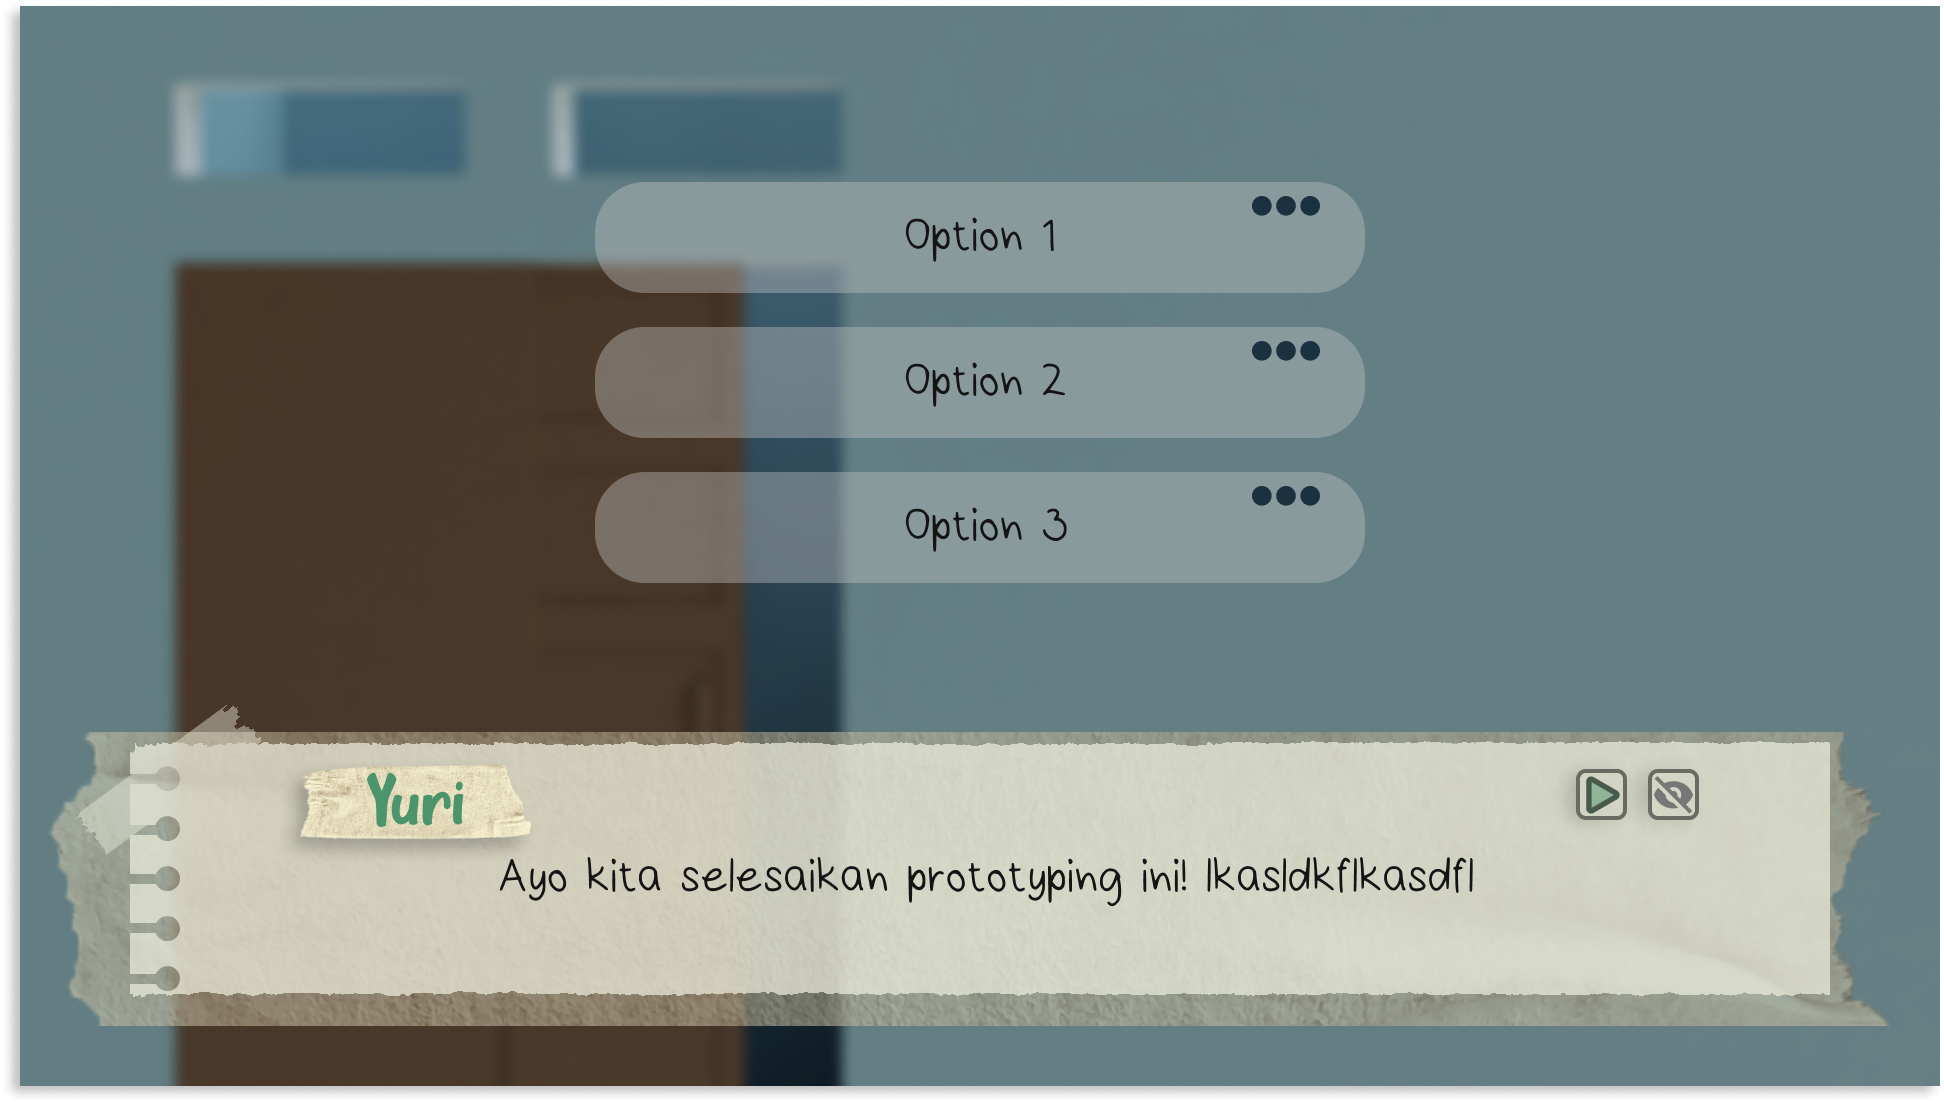 Option 1
Option 2
Option 3
Yuri
Ayo kita selesaikan prototyping ini! lkasldkflkasdfl